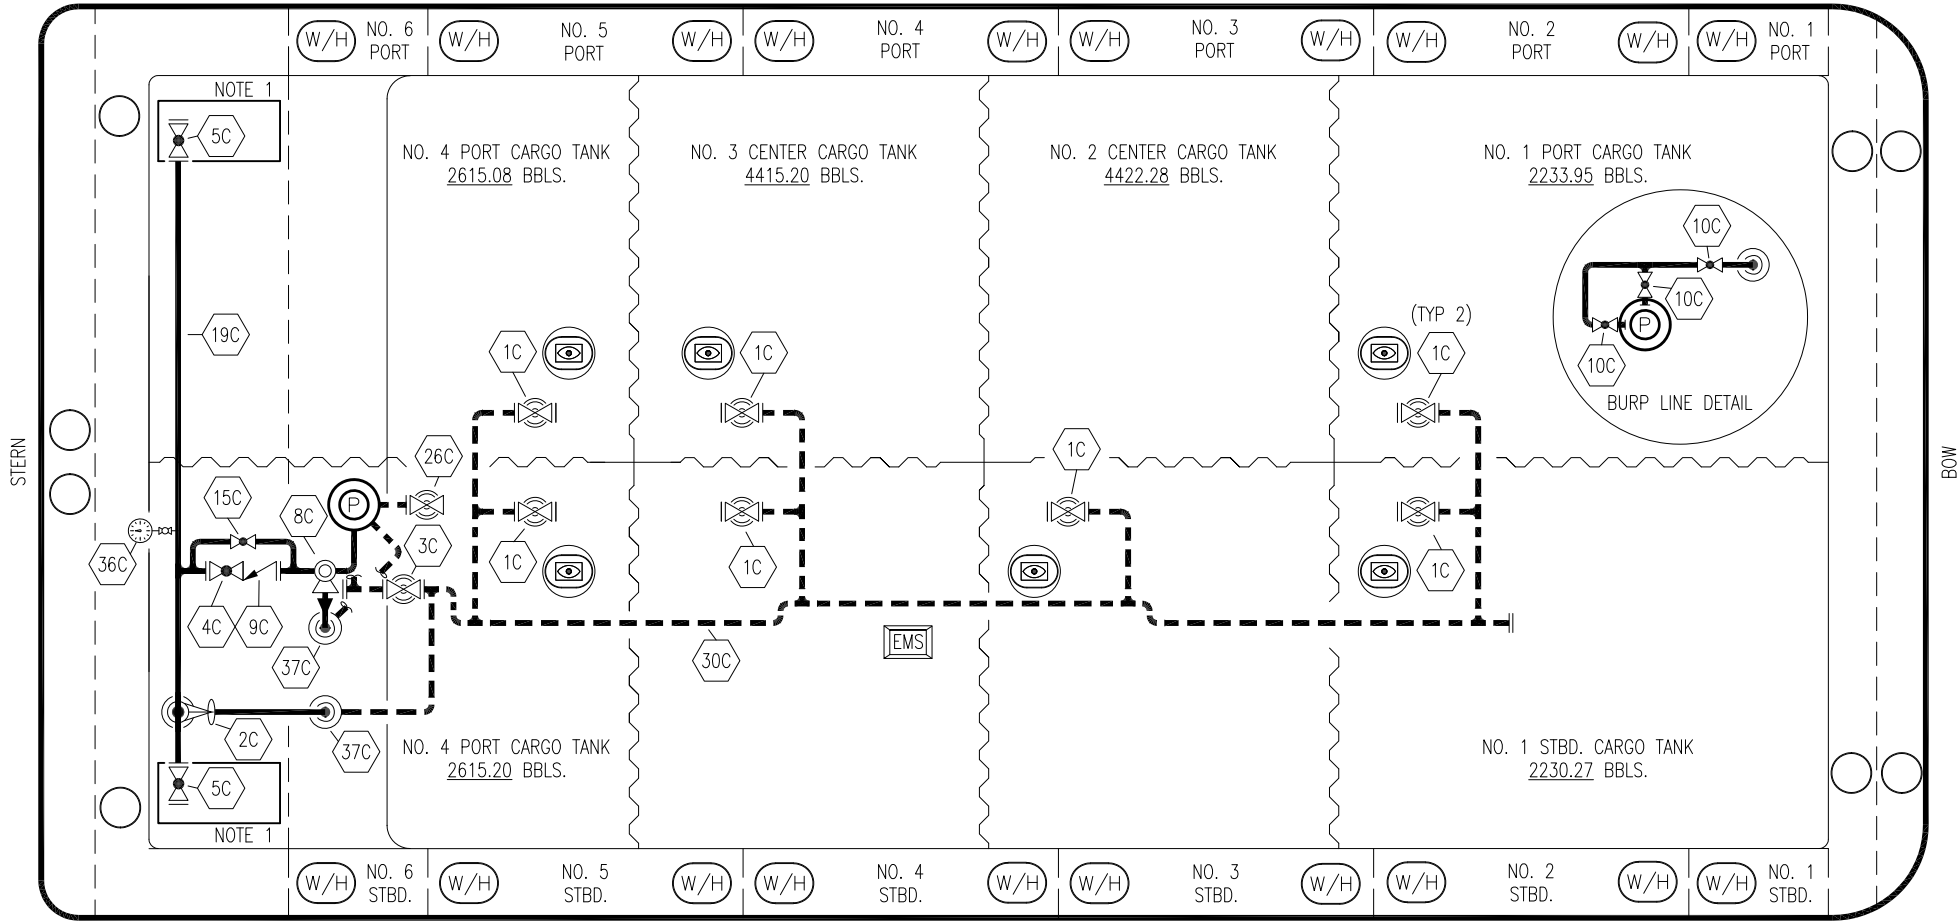 W/H
NO. 6
PORT
W/H
NO. 5
PORT
W/H
W/H
NO. 4
PORT
W/H
W/H
NO. 3
PORT
W/H
W/H
NO. 2
PORT
W/H
W/H
NO. 1
PORT
NOTE 1
5C
NO. 4 PORT CARGO TANK
2615.08 BBLS.
NO. 3 CENTER CARGO TANK
4415.20 BBLS.
NO. 2 CENTER CARGO TANK
4422.28 BBLS.
NO. 1 PORT CARGO TANK
2233.95 BBLS.
10C
10C
P
10C
BURP LINE DETAIL
19C
1C
1C
(TYP 2)
1C
STERN
BOW
26C
1C
15C
8C
P
3C
1C
1C
1C
36C
4C
9C
37C
30C
EMS
2C
37C
NO. 4 PORT CARGO TANK
2615.20 BBLS.
NO. 1 STBD. CARGO TANK
2230.27 BBLS.
5C
NOTE 1
W/H
NO. 6
STBD.
W/H
NO. 5
STBD.
W/H
W/H
NO. 4
STBD.
W/H
W/H
NO. 3
STBD.
W/H
W/H
NO. 2
STBD.
W/H
W/H
NO. 1
STBD.